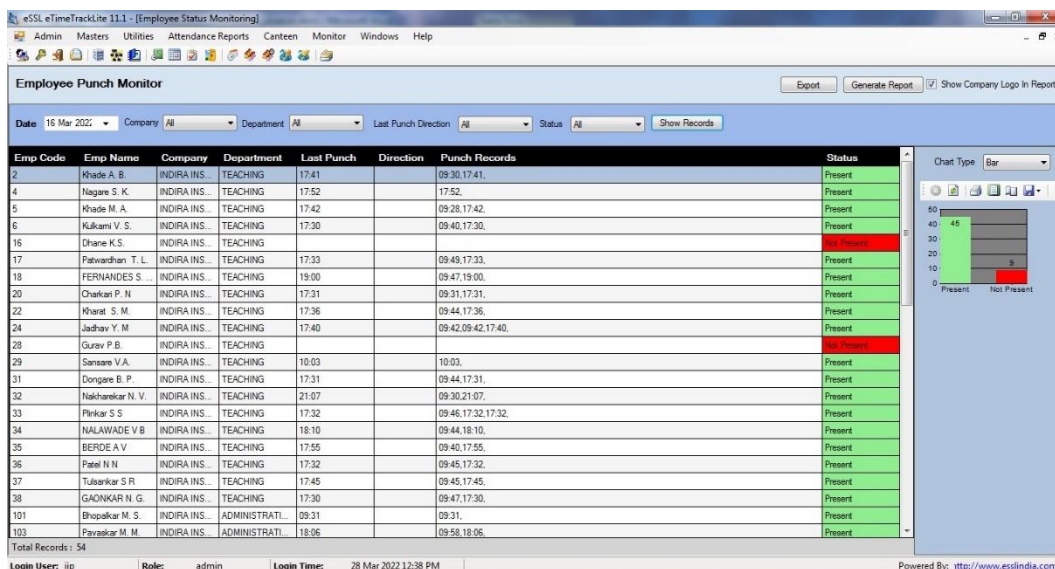 eSSL eTimeTrackLite 11.1 - [Employee Status Monitoring]
Admin Masters Utilities Attendance Reports Canteen Monitor Windows Help
Employee Punch Monitor Export Generate Report Show Company Logo In Report
Date 16 Mar 202 Company All Department All Last Punch Direction All Status All Show Records
Emp Code Emp Name Company Department Last Punch Direction Punch Records Status
2 Khade A. B. INDIRA INS... TEACHING 17:41 09:30,17:41, Present
4 Nagare S. K. INDIRA INS... TEACHING 17:52 17:52, Present
5 Khade M. A. INDIRA INS... TEACHING 17:42 09:28,17:42, Present
6 Kulkarni V. S. INDIRA INS... TEACHING 17:30 09:40,17:30, Present
16 Dhane K.S. INDIRA INS... TEACHING Not Present
17 Patwardhan T. L. INDIRA INS... TEACHING 17:33 09:49,17:33, Present
18 FERNANDES S. ... INDIRA INS... TEACHING 19:00 09:47,19:00, Present
20 Charkari P. N INDIRA INS... TEACHING 17:31 09:31,17:31, Present
22 Kharat S. M. INDIRA INS... TEACHING 17:36 09:44,17:36, Present
24 Jadhav Y. M INDIRA INS... TEACHING 17:40 09:42,09:42,17:40, Present
28 Gurav P.B. INDIRA INS... TEACHING Not Present
29 Sansare V.A. INDIRA INS... TEACHING 10:03 10:03, Present
31 Dongare B. P. INDIRA INS... TEACHING 17:31 09:44,17:31, Present
32 Nakharekar N. V. INDIRA INS... TEACHING 21:07 09:30,21:07, Present
33 Plinkar S S INDIRA INS... TEACHING 17:32 09:46,17:32,17:32, Present
34 NALAWADE V B INDIRA INS... TEACHING 18:10 09:44,18:10, Present
35 BERDE A V INDIRA INS... TEACHING 17:55 09:40,17:55, Present
36 Patel N N INDIRA INS... TEACHING 17:32 09:45,17:32, Present
37 Tulsankar S R INDIRA INS... TEACHING 17:45 09:45,17:45, Present
38 GAONKAR N. G. INDIRA INS... TEACHING 17:30 09:47,17:30, Present
101 Bhopalkar M. S. INDIRA INS... ADMINISTRATI... 09:31 09:31, Present
103 Pavaskar M. M. INDIRA INS... ADMINISTRATI... 18:06 09:58,18:06, Present
Chart Type Bar
50
40
30
20
10
0
45
9
Present Not Present
Total Records : 54
Login User: iip Role: admin Login Time: 28 Mar 2022 12:38 PM Powered By: http://www.esslindia.com